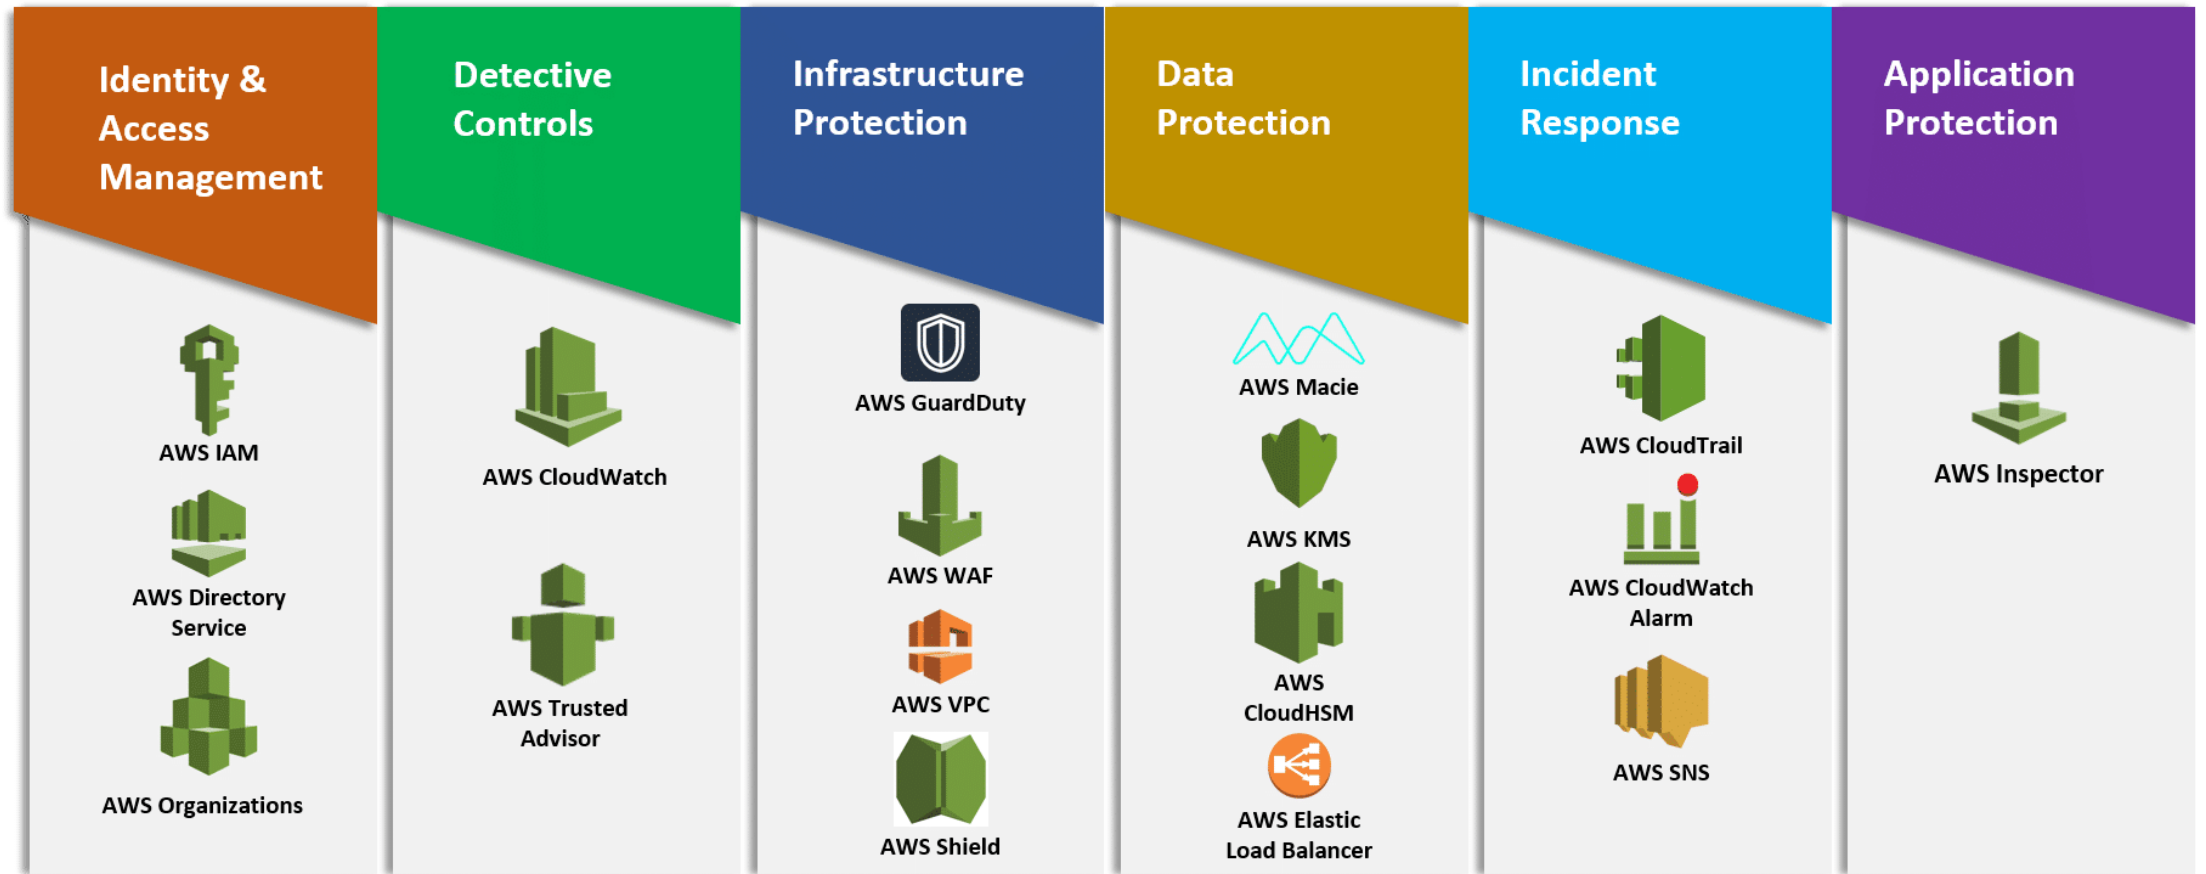 Identity &
Access
Management
AWS IAM
AWS Directory
Service
AWS Organizations
Detective
Controls
AWS CloudWatch
AWS Trusted
Advisor
Infrastructure
Protection
AWS GuardDuty
AWS WAF
AWS VPC
AWS Shield
Data
Protection
AWS Macie
AWS KMS
AWS
CloudHSM
AWS Elastic
Load Balancer
Incident
Response
AWS CloudTrail
AWS CloudWatch
Alarm
AWS SNS
Application
Protection
AWS Inspector